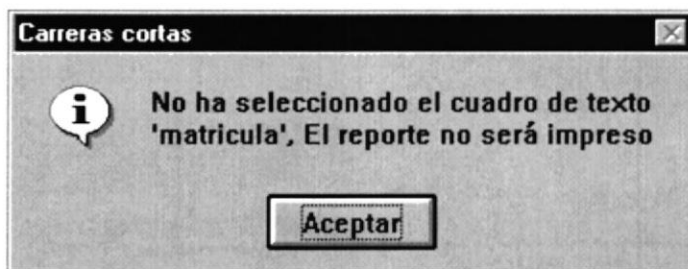 Carreras cortas
No ha seleccionado el cuadro de texto
'matricula', El reporte no será impreso
Aceptar